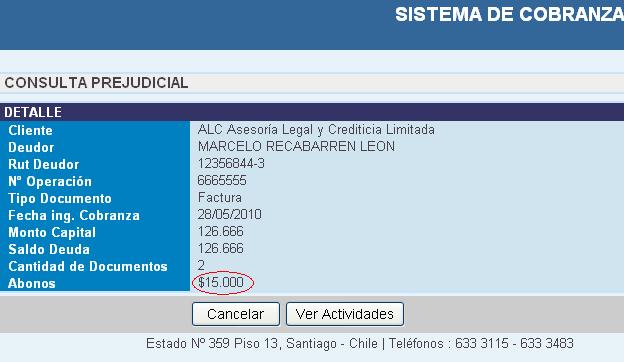 SISTEMA DE COBRANZA
CONSULTA PREJUDICIAL
DETALLE
Cliente ALC Asesoría Legal y Crediticia Limitada
Deudor MARCELO RECABARREN LEON
Rut Deudor 12356844-3
Nº Operación 6665555
Tipo Documento Factura
Fecha ing. Cobranza 28/05/2010
Monto Capital 126.666
Saldo Deuda 126.666
Cantidad de Documentos 2
Abonos $15.000
Cancelar Ver Actividades
Estado Nº 359 Piso 13, Santiago - Chile | Teléfonos : 633 3115 - 633 3483